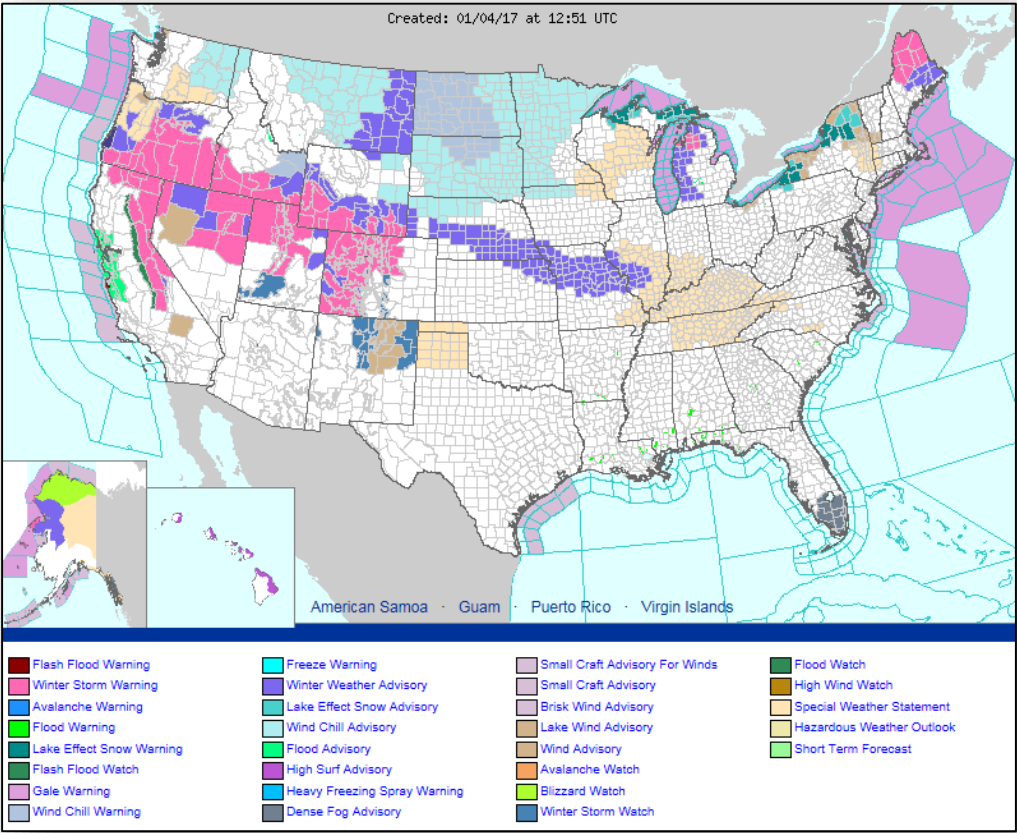 Created: 01/04/17 at 12:51 UTC
American Samoa · Guam · Puerto Rico · Virgin Islands
Flash Flood Warning
Winter Storm Warning
Avalanche Warning
Flood Warning
Lake Effect Snow Warning
Flash Flood Watch
Gale Warning
Wind Chill Warning
Freeze Warning
Winter Weather Advisory
Lake Effect Snow Advisory
Wind Chill Advisory
Flood Advisory
High Surf Advisory
Heavy Freezing Spray Warning
Dense Fog Advisory
Small Craft Advisory For Winds
Small Craft Advisory
Brisk Wind Advisory
Lake Wind Advisory
Wind Advisory
Avalanche Watch
Blizzard Watch
Winter Storm Watch
Flood Watch
High Wind Watch
Special Weather Statement
Hazardous Weather Outlook
Short Term Forecast